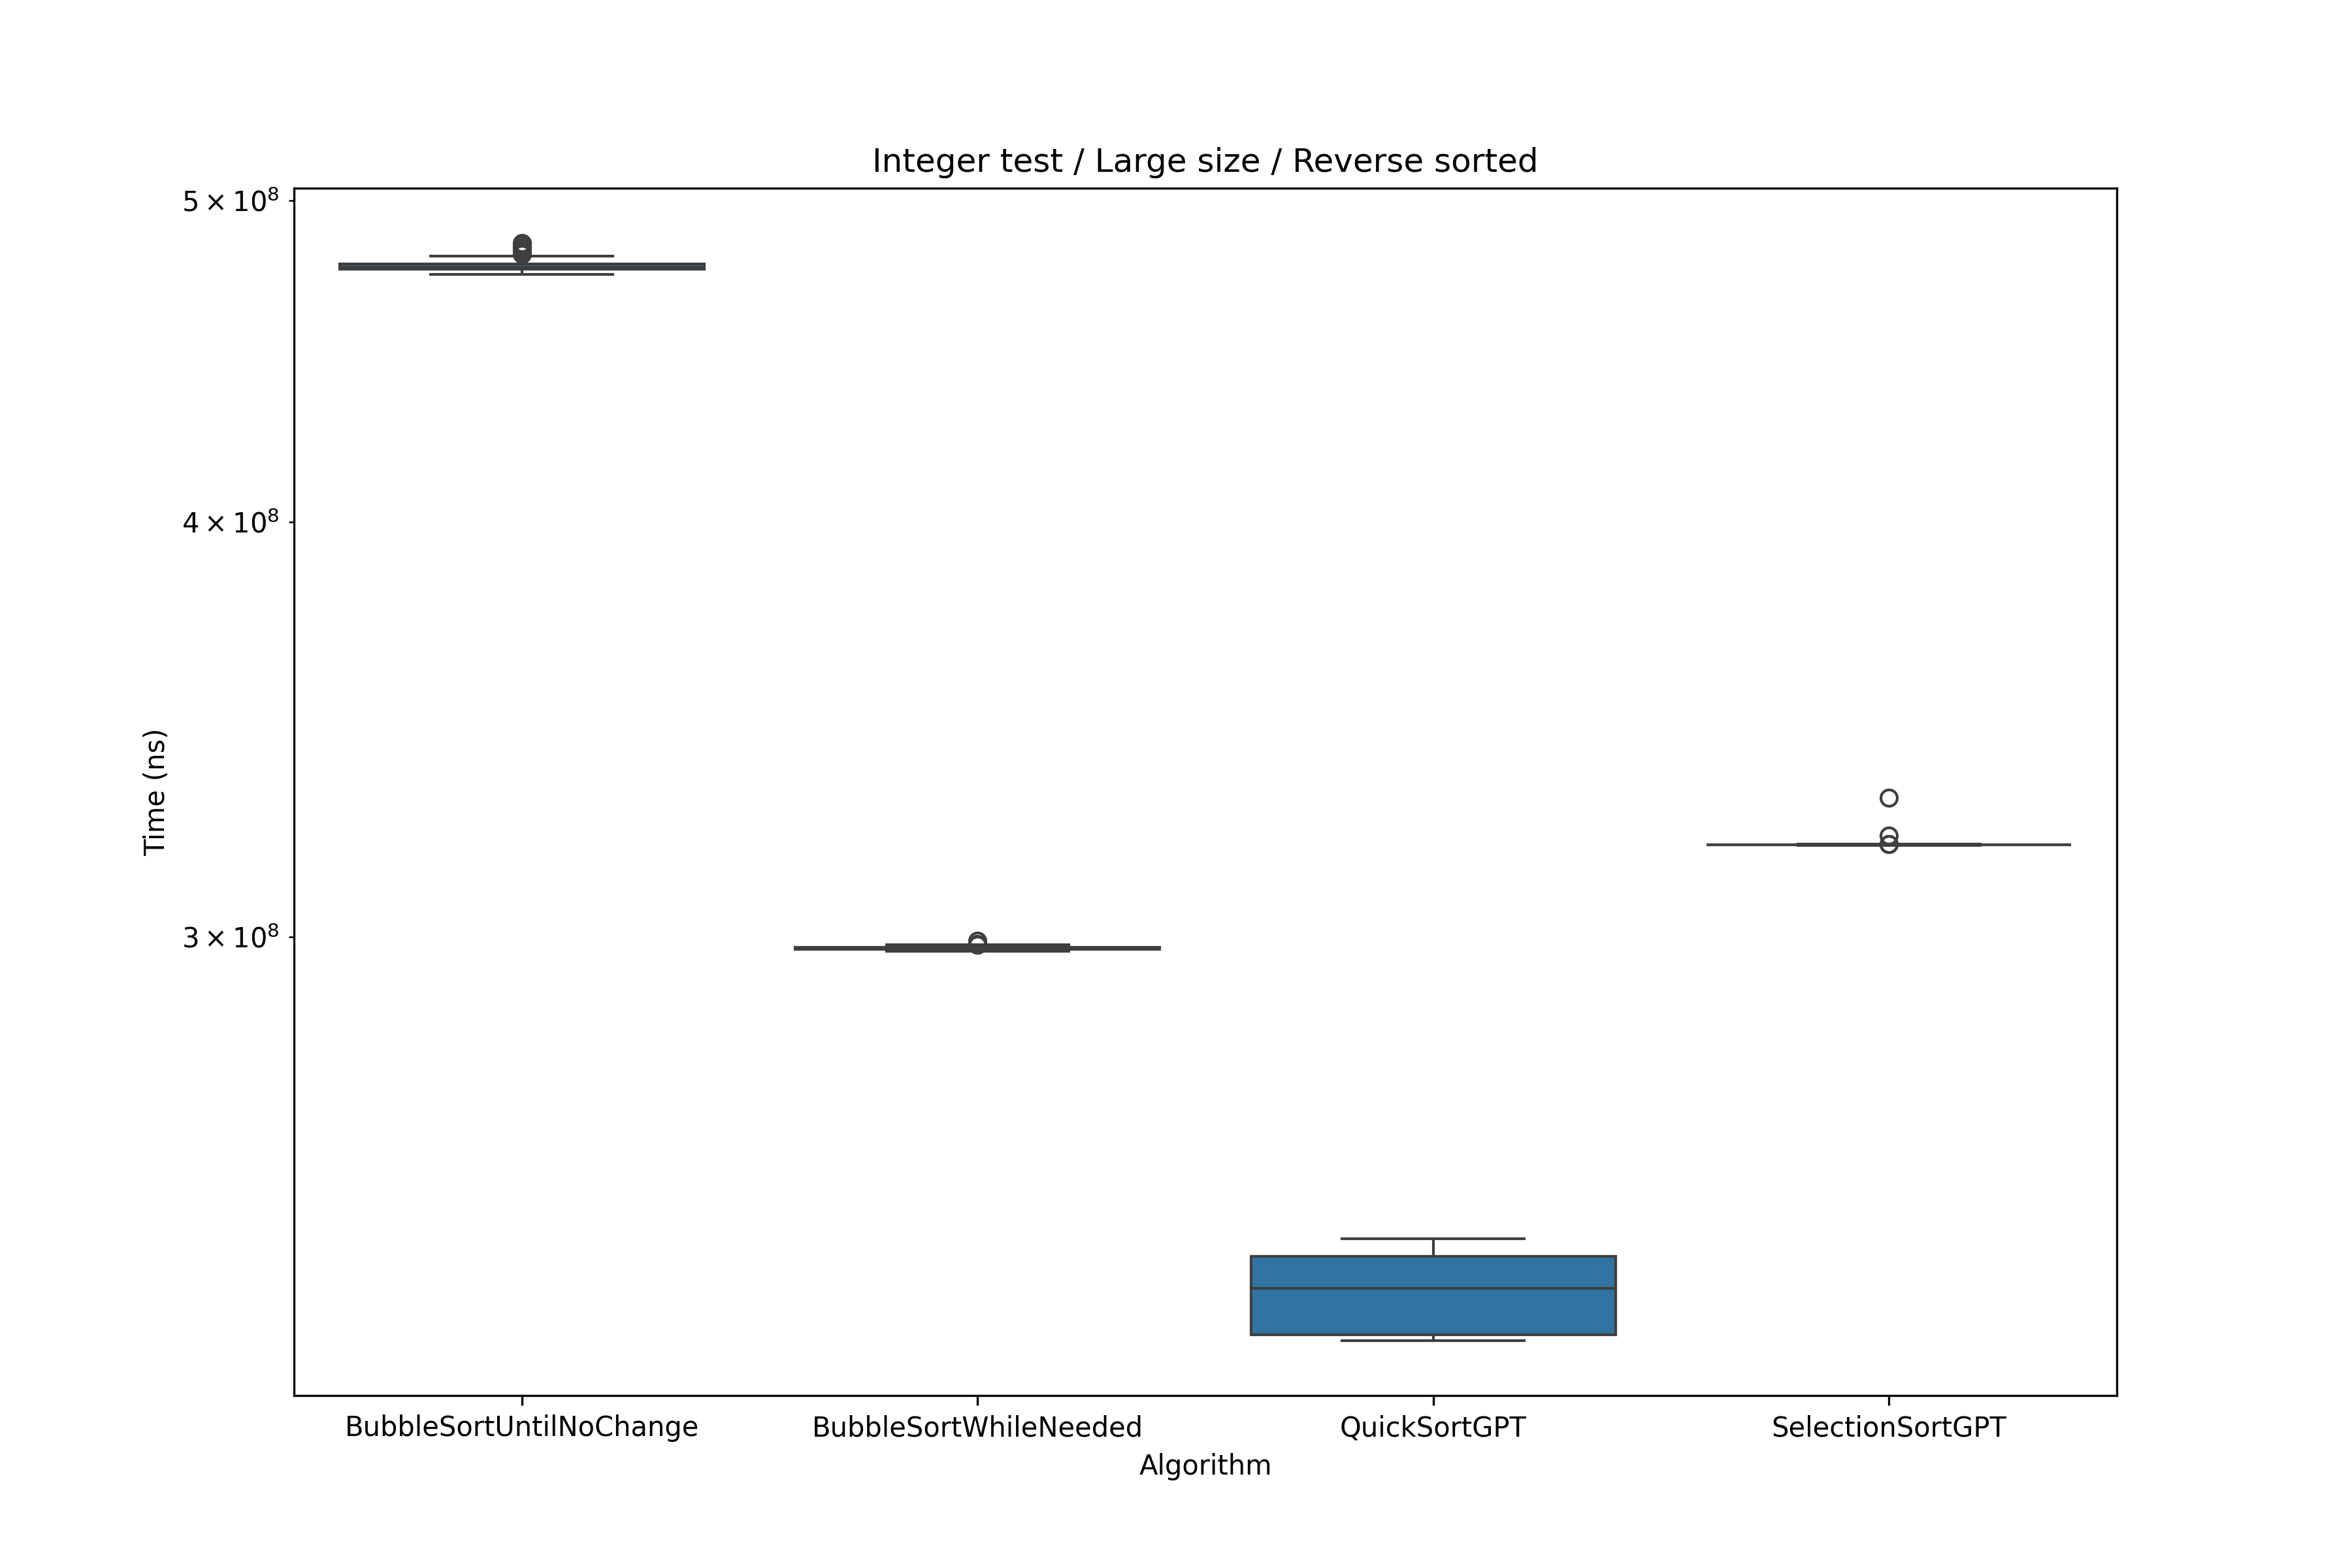 Integer test / Large size / Reverse sorted
5 × 10⁸
4 × 10⁸
3 × 10⁸
Time (ns)
BubbleSortUntilNoChange
BubbleSortWhileNeeded
QuickSortGPT
SelectionSortGPT
Algorithm